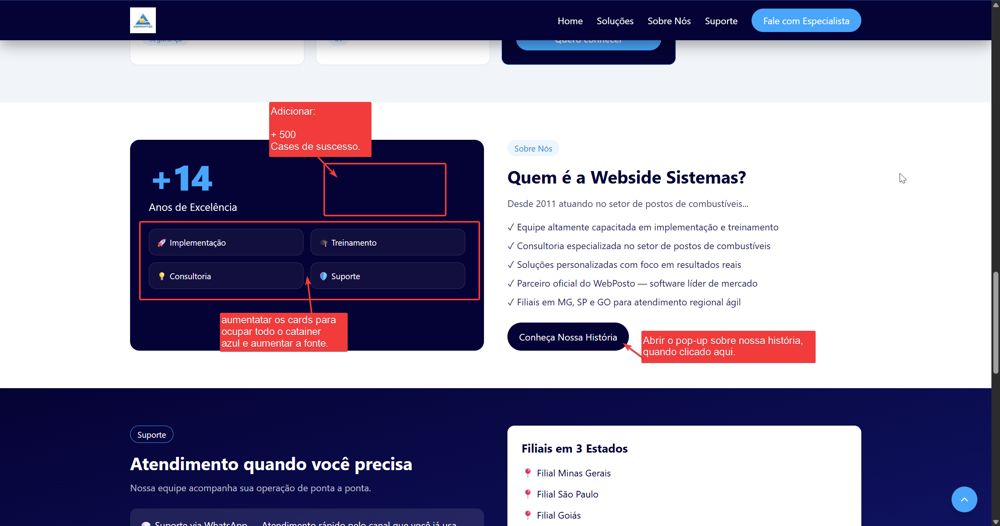 COMPANYTEC
Home
Soluções
Sobre Nós
Suporte
Fale com Especialista
Segurança
IA
Quero conhecer
Adicionar:
+ 500
Cases de suscesso.
+14
Anos de Excelência
🚀 Implementação
🎓 Treinamento
💡 Consultoria
🛡️ Suporte
aumentatar os cards para
ocupar todo o catainer
azul e aumentar a fonte.
Sobre Nós
Quem é a Webside Sistemas?
Desde 2011 atuando no setor de postos de combustíveis...
✓ Equipe altamente capacitada em implementação e treinamento
✓ Consultoria especializada no setor de postos de combustíveis
✓ Soluções personalizadas com foco em resultados reais
✓ Parceiro oficial do WebPosto — software líder de mercado
✓ Filiais em MG, SP e GO para atendimento regional ágil
Conheça Nossa História
Abrir o pop-up sobre nossa história,
quando clicado aqui.
Suporte
Atendimento quando você precisa
Nossa equipe acompanha sua operação de ponta a ponta.
Suporte via WhatsApp — Atendimento rápido pelo canal que você já usa
Filiais em 3 Estados
📍 Filial Minas Gerais
📍 Filial São Paulo
📍 Filial Goiás